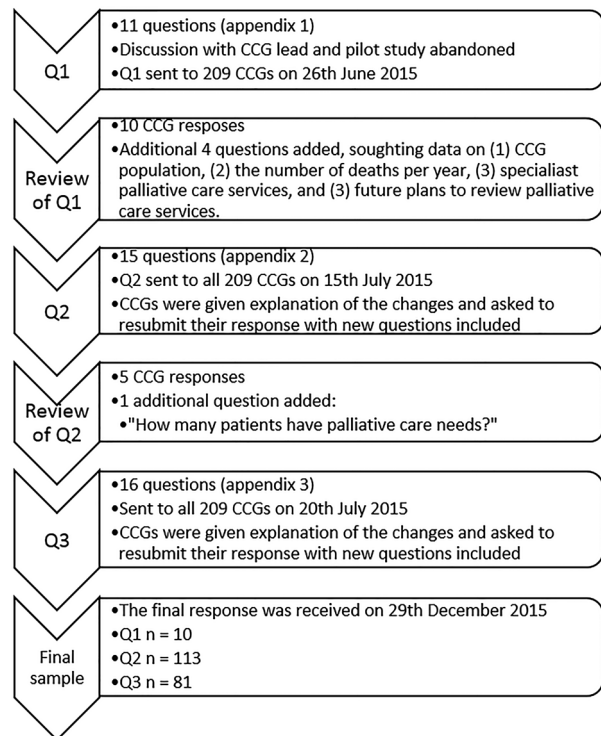 Q1
•11 questions (appendix 1)
•Discussion with CCG lead and pilot study abandoned
•Q1 sent to 209 CCGs on 26th June 2015
Review
of Q1
•10 CCG resposes
•Additional 4 questions added, soughting data on (1) CCG
population, (2) the number of deaths per year, (3) specialiast
palliative care services, and (3) future plans to review palliative
care services.
Q2
•15 questions (appendix 2)
•Q2 sent to all 209 CCGs on 15th July 2015
•CCGs were given explanation of the changes and asked to
resubmit their response with new questions included
Review
of Q2
•5 CCG responses
•1 additional question added:
•"How many patients have palliative care needs?"
Q3
•16 questions (appendix 3)
•Sent to all 209 CCGs on 20th July 2015
•CCGs were given explanation of the changes and asked to
resubmit their response with new questions included
Final
sample
•The final response was received on 29th December 2015
•Q1 n = 10
•Q2 n = 113
•Q3 n = 81